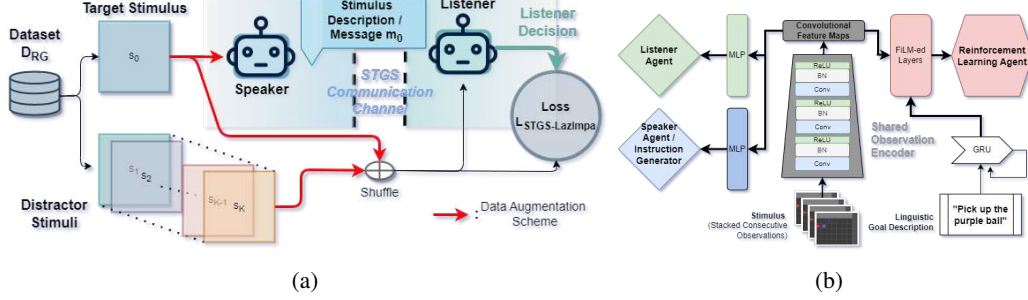 Dataset
D_RG
Target Stimulus
s_0
Speaker
Stimulus
Description /
Message m_0
STGS
Communication
Channel
Listener
Listener
Decision
Loss
L_STGS-LazImpa
Distractor
Stimuli
s_1
s_2
s_K-1
s_K
Shuffle
: Data Augmentation
Scheme
(a)
Listener
Agent
MLP
Speaker Agent /
Instruction
Generator
MLP
Convolutional
Feature Maps
ReLU
BN
Conv
ReLU
BN
Conv
ReLU
BN
Conv
FiLM-ed
Layers
Reinforcement
Learning Agent
Shared
Observation
Encoder
GRU
Stimulus
(Stacked Consecutive
Observations)
Linguistic
Goal Description
"Pick up the
purple ball"
(b)